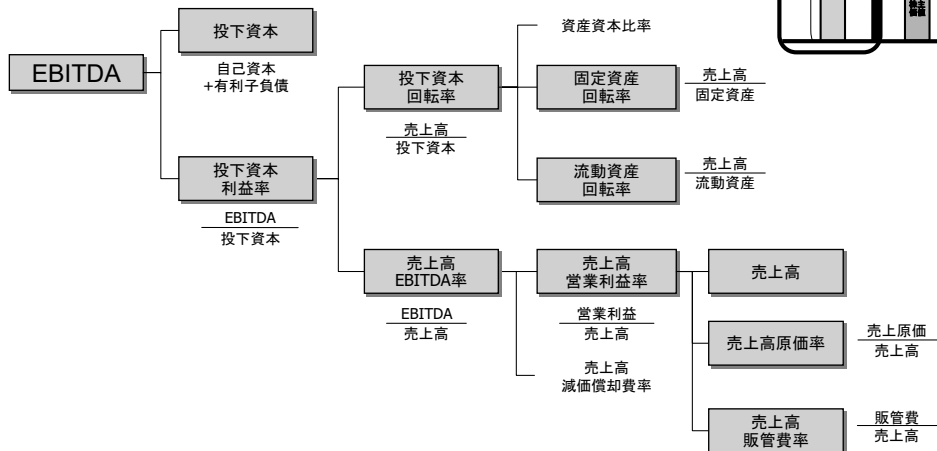 EBITDA
投下資本
自己資本
+有利子負債
投下資本
利益率
EBITDA
投下資本
投下資本
回転率
売上高
投下資本
資産資本比率
固定資産
回転率
売上高
固定資産
流動資産
回転率
売上高
流動資産
売上高
EBITDA率
EBITDA
売上高
売上高
営業利益率
営業利益
売上高
売上高
減価償却費率
売上高
売上高原価率
売上原価
売上高
売上高
販管費率
販管費
売上高